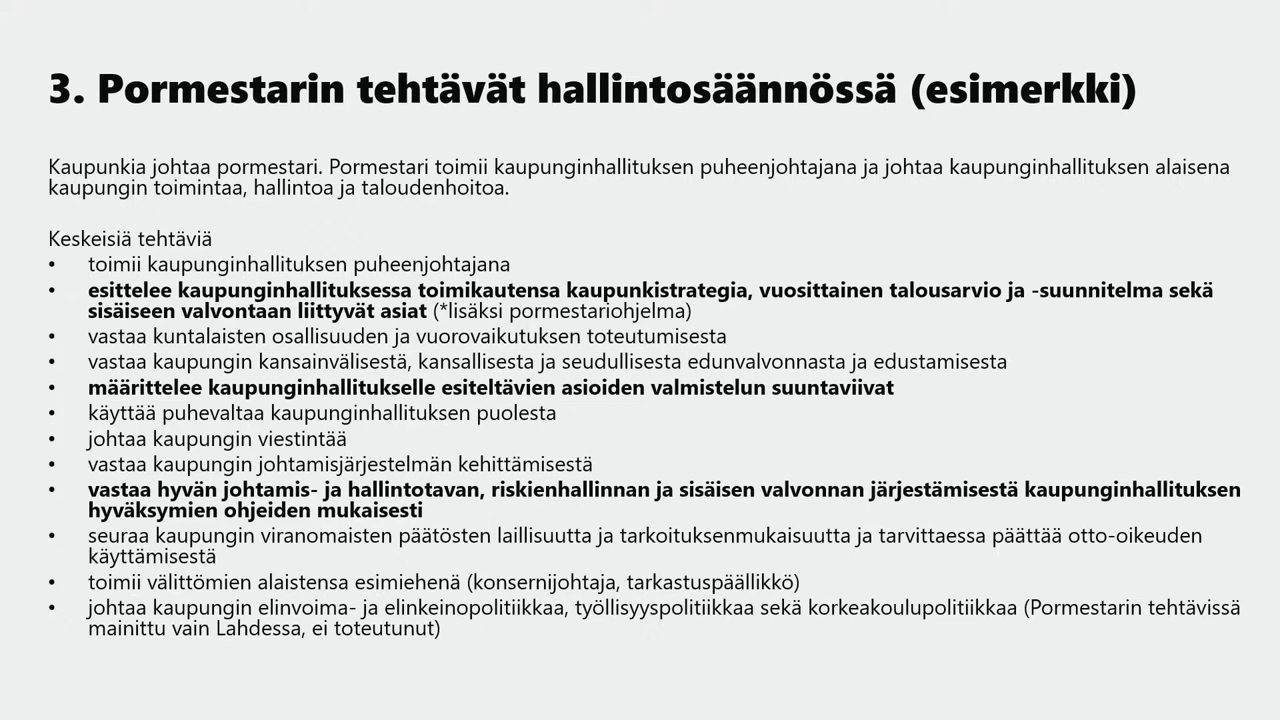 3. Pormestarin tehtävät hallintosäännössä (esimerkki)
Kaupunkia johtaa pormestari. Pormestari toimii kaupunginhallituksen puheenjohtajana ja johtaa kaupunginhallituksen alaisena
kaupungin toimintaa, hallintoa ja taloudenhoitoa.
Keskeisiä tehtäviä
• toimii kaupunginhallituksen puheenjohtajana
• esittelee kaupunginhallituksessa toimikautensa kaupunkistrategia, vuosittainen talousarvio ja -suunnitelma sekä
sisäiseen valvontaan liittyvät asiat (*lisäksi pormestariohjelma)
• vastaa kuntalaisten osallisuuden ja vuorovaikutuksen toteutumisesta
• vastaa kaupungin kansainvälisestä, kansallisesta ja seudullisesta edunvalvonnasta ja edustamisesta
• määrittelee kaupunginhallitukselle esiteltävien asioiden valmistelun suuntaviivat
• käyttää puhevaltaa kaupunginhallituksen puolesta
• johtaa kaupungin viestintää
• vastaa kaupungin johtamisjärjestelmän kehittämisestä
• vastaa hyvän johtamis- ja hallintotavan, riskienhallinnan ja sisäisen valvonnan järjestämisestä kaupunginhallituksen
hyväksymien ohjeiden mukaisesti
• seuraa kaupungin viranomaisten päätösten laillisuutta ja tarkoituksenmukaisuutta ja tarvittaessa päättää otto-oikeuden
käyttämisestä
• toimii välittömien alaistensa esimiehenä (konsernijohtaja, tarkastuspäällikkö)
• johtaa kaupungin elinvoima- ja elinkeinopolitiikkaa, työllisyyspolitiikkaa sekä korkeakoulupolitiikkaa (Pormestarin tehtävissä
mainittu vain Lahdessa, ei toteutunut)